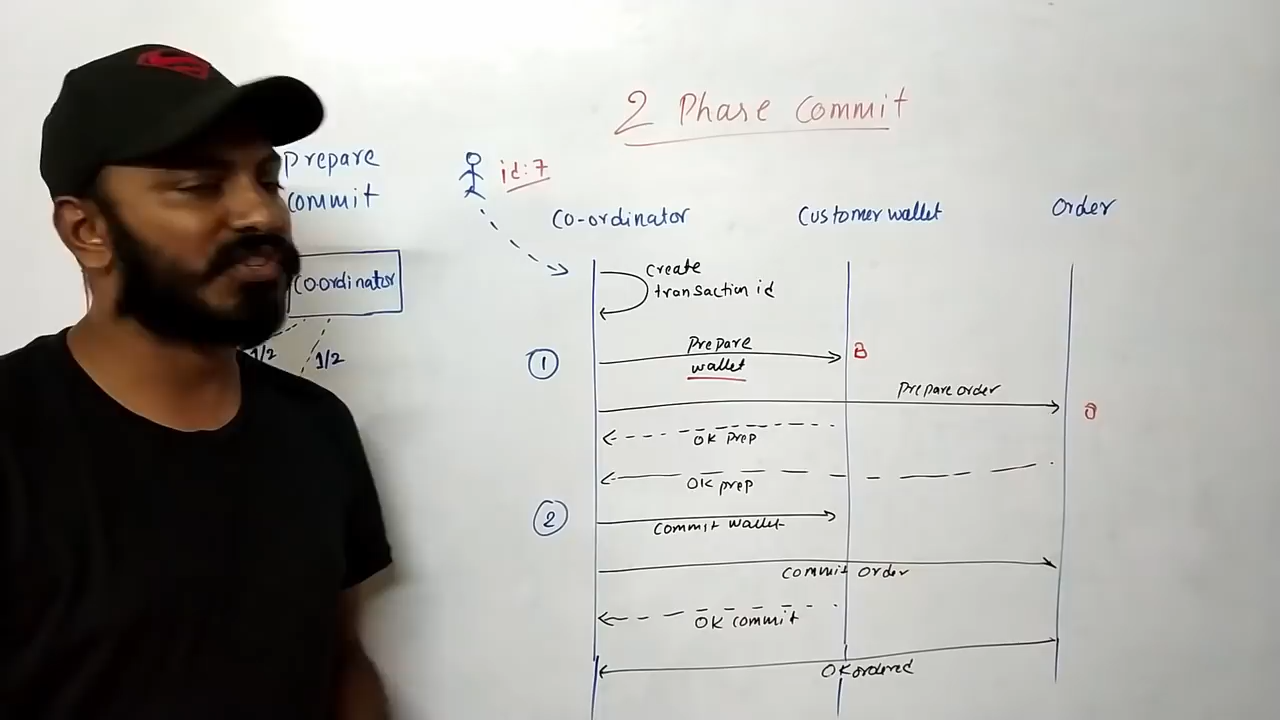 2 Phase Commit
Prepare
Commit
id:7
Co-ordinator
Customer wallet
Order
Coordinator
1/2
1/2
Create
transaction id
1
Prepare
wallet
Prepare order
OK Prep
OK prep
2
Commit wallet
Commit Order
OK Commit
OK ordered